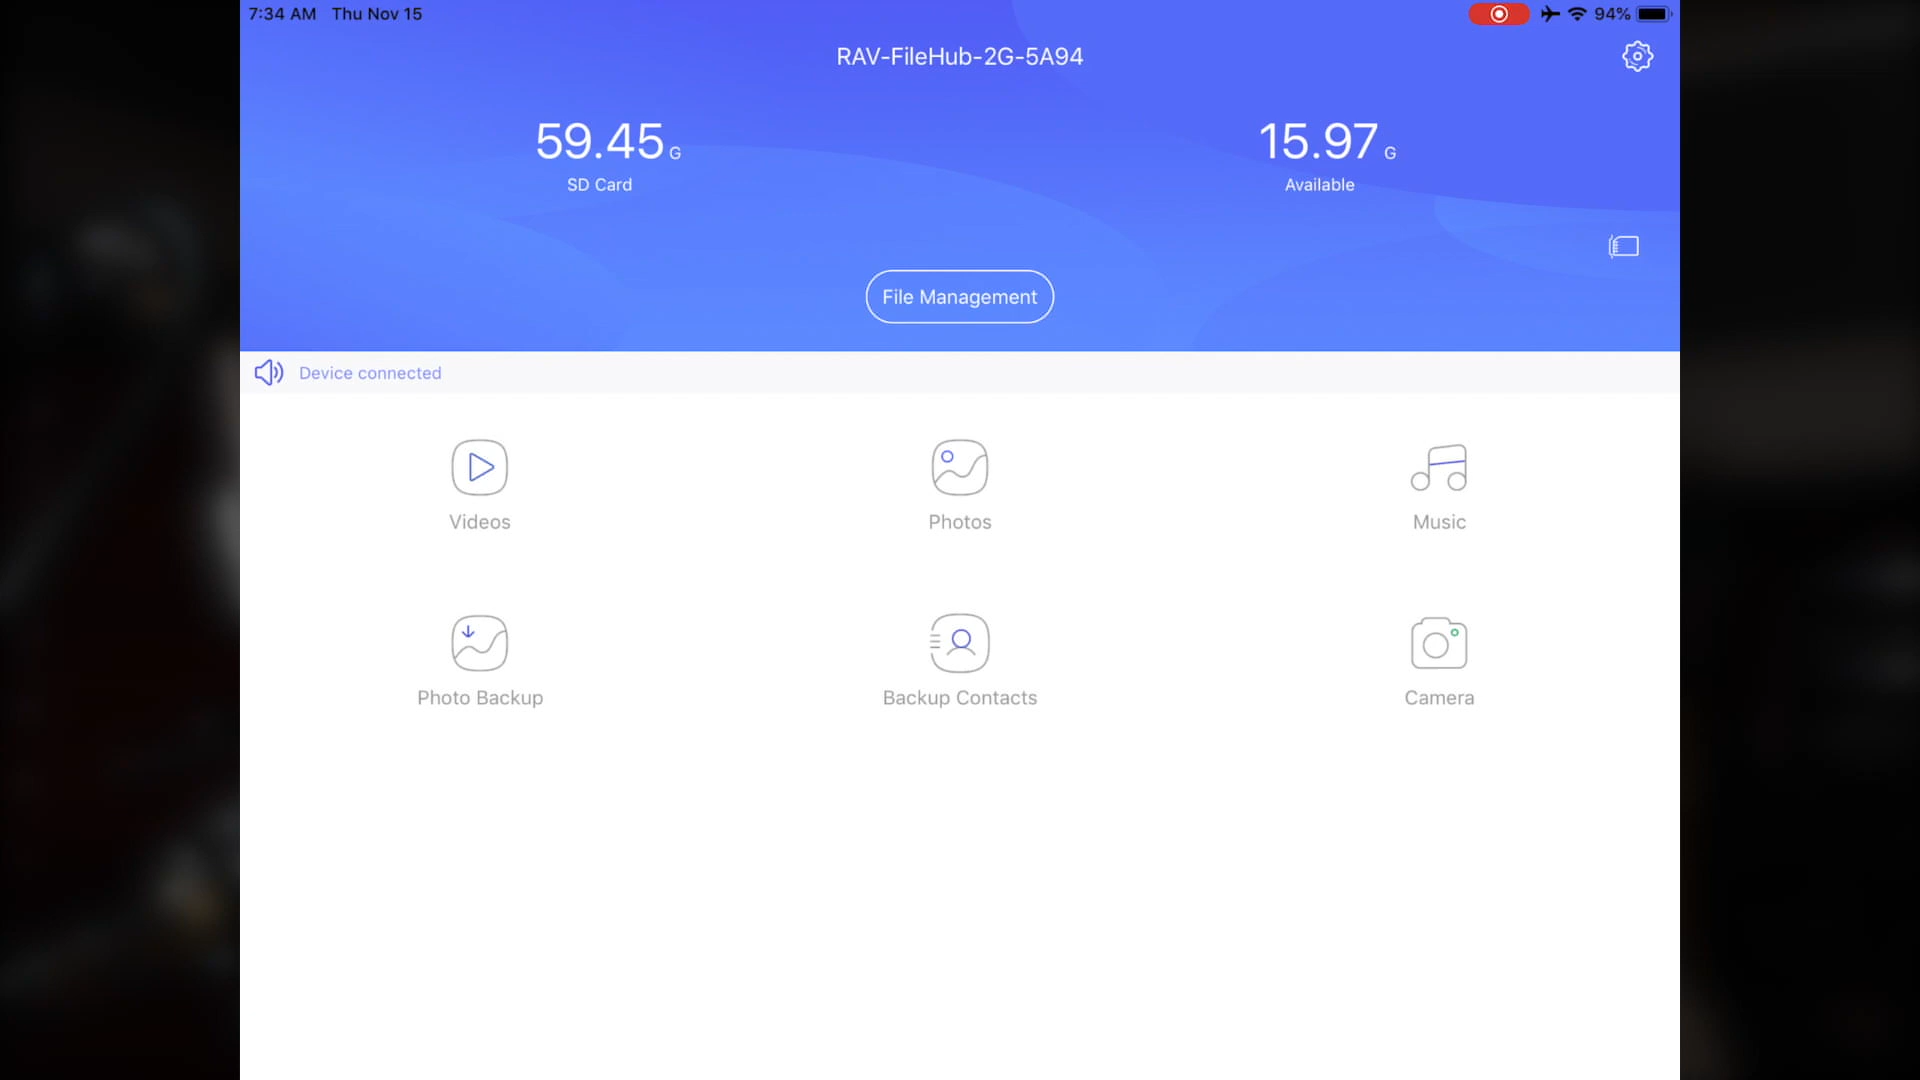 7:34 AM Thu Nov 15
94%
RAV-FileHub-2G-5A94
59.45 G
SD Card
15.97 G
Available
File Management
Device connected
Videos
Photos
Music
Photo Backup
Backup Contacts
Camera